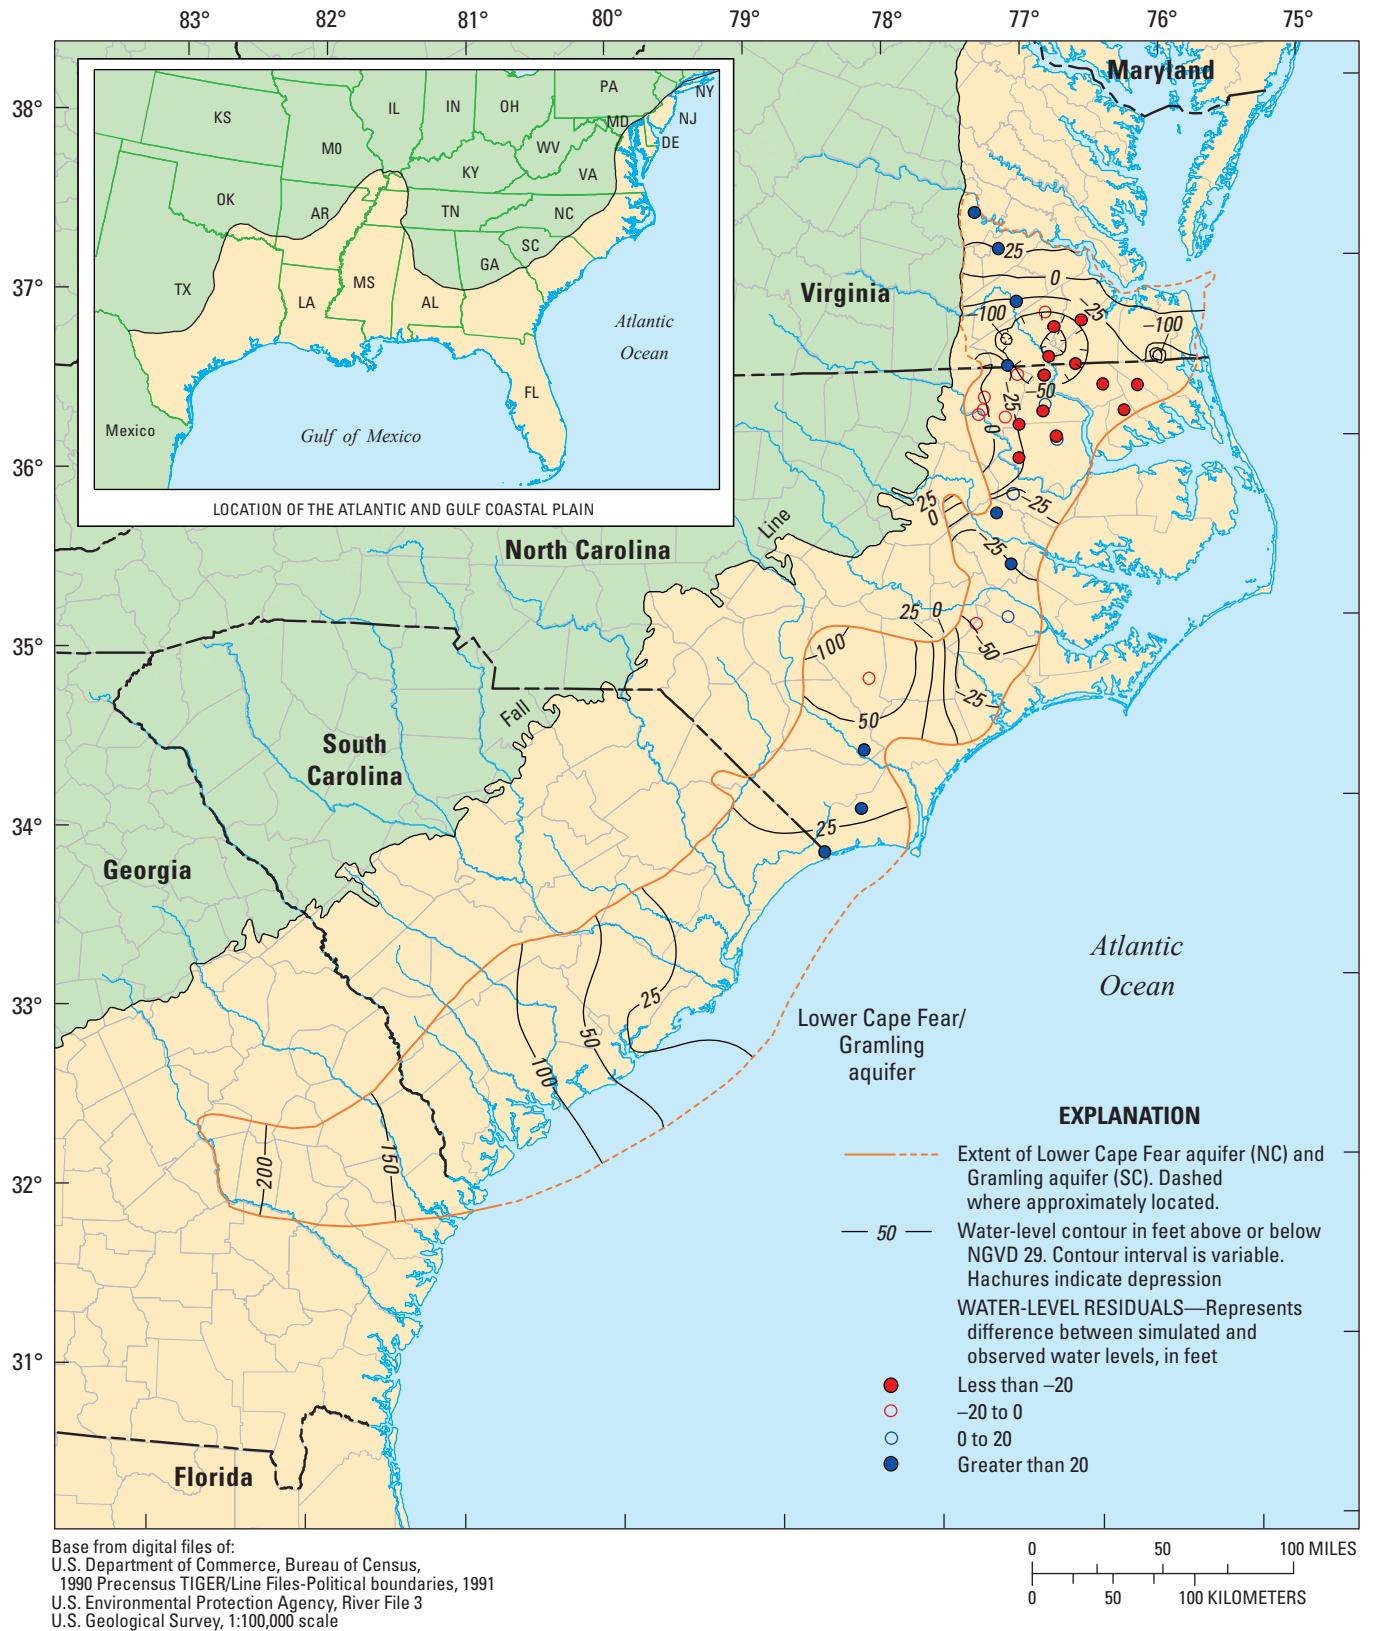 83° 82° 81° 80° 79° 78° 77° 76° 75°
38°
37°
36°
35°
34°
33°
32°
31°
KS
MO
IL
IN
OH
PA
NY
NJ
MD
DE
WV
VA
KY
OK
AR
TN
NC
SC
TX
LA
MS
AL
GA
FL
Mexico
Gulf of Mexico
Atlantic
Ocean
LOCATION OF THE ATLANTIC AND GULF COASTAL PLAIN
Maryland
Virginia
North Carolina
South
Carolina
Georgia
Florida
Fall
Line
25
0
–25
–100
–100
–50
–25
0
25
0
–25
–25
25
0
–50
–100
–25
50
25
25
50
100
150
200
Atlantic
Ocean
Lower Cape Fear/
Gramling
aquifer
EXPLANATION
Extent of Lower Cape Fear aquifer (NC) and
Gramling aquifer (SC). Dashed
where approximately located.
50 Water-level contour in feet above or below
NGVD 29. Contour interval is variable.
Hachures indicate depression
WATER-LEVEL RESIDUALS—Represents
difference between simulated and
observed water levels, in feet
Less than –20
–20 to 0
0 to 20
Greater than 20
Base from digital files of:
U.S. Department of Commerce, Bureau of Census,
1990 Precensus TIGER/Line Files-Political boundaries, 1991
U.S. Environmental Protection Agency, River File 3
U.S. Geological Survey, 1:100,000 scale
0 50 100 MILES
0 50 100 KILOMETERS